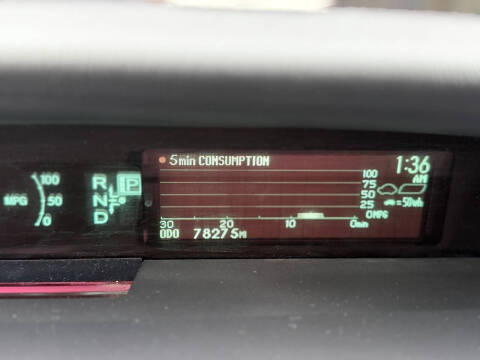 5min CONSUMPTION 1:36
AM
100
75
50
25
0MPG
=50Wh
30 20 10 0min
ODO 78275MI
MPG
100
50
0
R
N
D
P